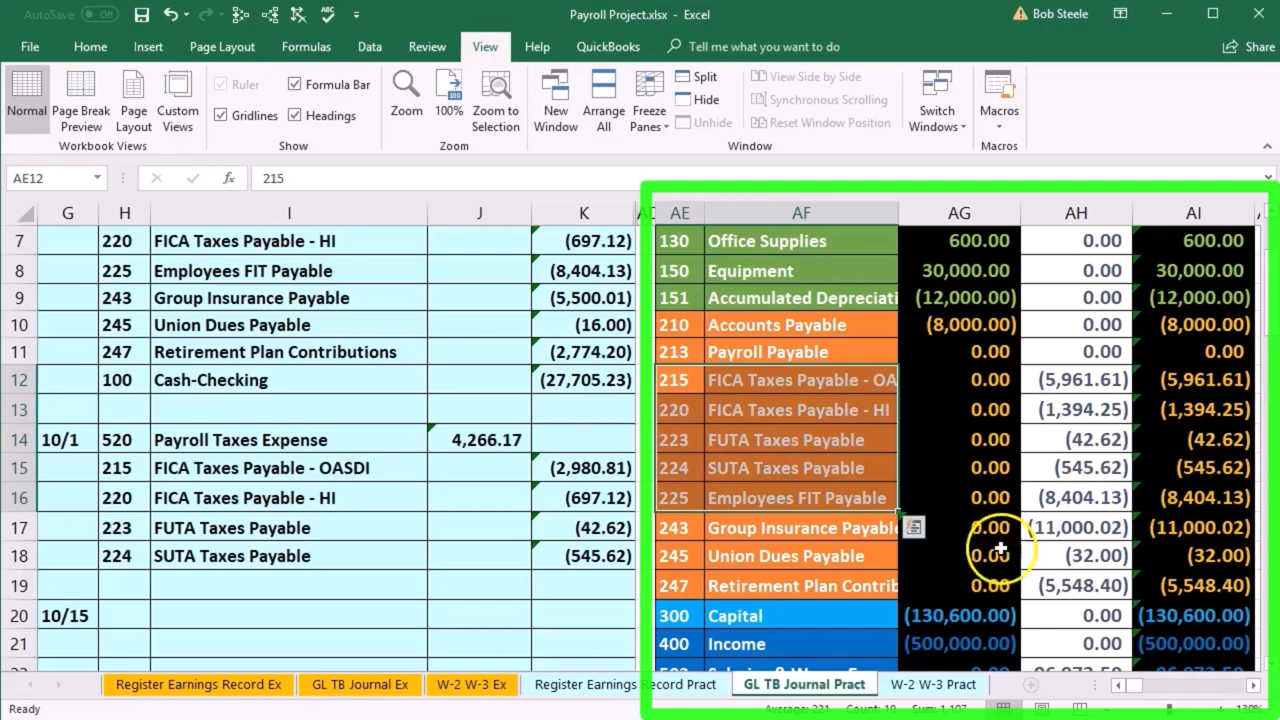 AutoSave Off Payroll Project.xlsx - Excel Bob Steele
File Home Insert Page Layout Formulas Data Review View Help QuickBooks Tell me what you want to do Share
Normal Page Break Preview Page Layout Custom Views
Ruler Formula Bar
Gridlines Headings
Zoom 100% Zoom to Selection
New Window Arrange All Freeze Panes
Split
Hide
Unhide
View Side by Side
Synchronous Scrolling
Reset Window Position
Switch Windows Macros
Workbook Views Show Zoom Window Macros
AE12 fx 215
G H I J K AE AF AG AH AI
7 220 FICA Taxes Payable - HI (697.12) 130 Office Supplies 600.00 0.00 600.00
8 225 Employees FIT Payable (8,404.13) 150 Equipment 30,000.00 0.00 30,000.00
9 243 Group Insurance Payable (5,500.01) 151 Accumulated Depreciati (12,000.00) 0.00 (12,000.00)
10 245 Union Dues Payable (16.00) 210 Accounts Payable (8,000.00) 0.00 (8,000.00)
11 247 Retirement Plan Contributions (2,774.20) 213 Payroll Payable 0.00 0.00 0.00
12 100 Cash-Checking (27,705.23) 215 FICA Taxes Payable - OA 0.00 (5,961.61) (5,961.61)
13 220 FICA Taxes Payable - HI 0.00 (1,394.25) (1,394.25)
14 10/1 520 Payroll Taxes Expense 4,266.17 223 FUTA Taxes Payable 0.00 (42.62) (42.62)
15 215 FICA Taxes Payable - OASDI (2,980.81) 224 SUTA Taxes Payable 0.00 (545.62) (545.62)
16 220 FICA Taxes Payable - HI (697.12) 225 Employees FIT Payable 0.00 (8,404.13) (8,404.13)
17 223 FUTA Taxes Payable (42.62) 243 Group Insurance Payable 0.00 (11,000.02) (11,000.02)
18 224 SUTA Taxes Payable (545.62) 245 Union Dues Payable 0.00 (32.00) (32.00)
19 247 Retirement Plan Contrib 0.00 (5,548.40) (5,548.40)
20 10/15 300 Capital (130,600.00) 0.00 (130,600.00)
21 400 Income (500,000.00) 0.00 (500,000.00)
Register Earnings Record Ex GL TB Journal Ex W-2 W-3 Ex Register Earnings Record Pract GL TB Journal Pract W-2 W-3 Pract
Ready Average: 221 Count: 10 Sum: 1,107 130%